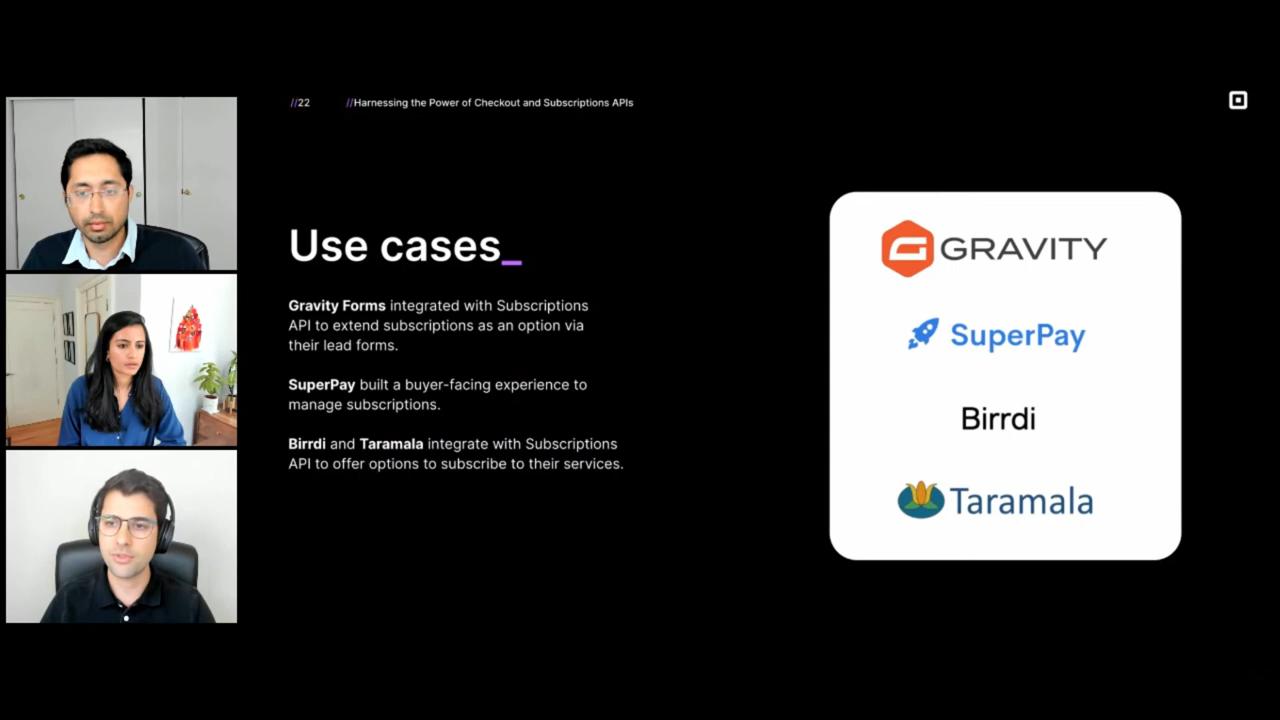 //22 //Harnessing the Power of Checkout and Subscriptions APIs
Use cases_
Gravity Forms integrated with Subscriptions
API to extend subscriptions as an option via
their lead forms.
SuperPay built a buyer-facing experience to
manage subscriptions.
Birrdi and Taramala integrate with Subscriptions
API to offer options to subscribe to their services.
GRAVITY
SuperPay
Birrdi
Taramala